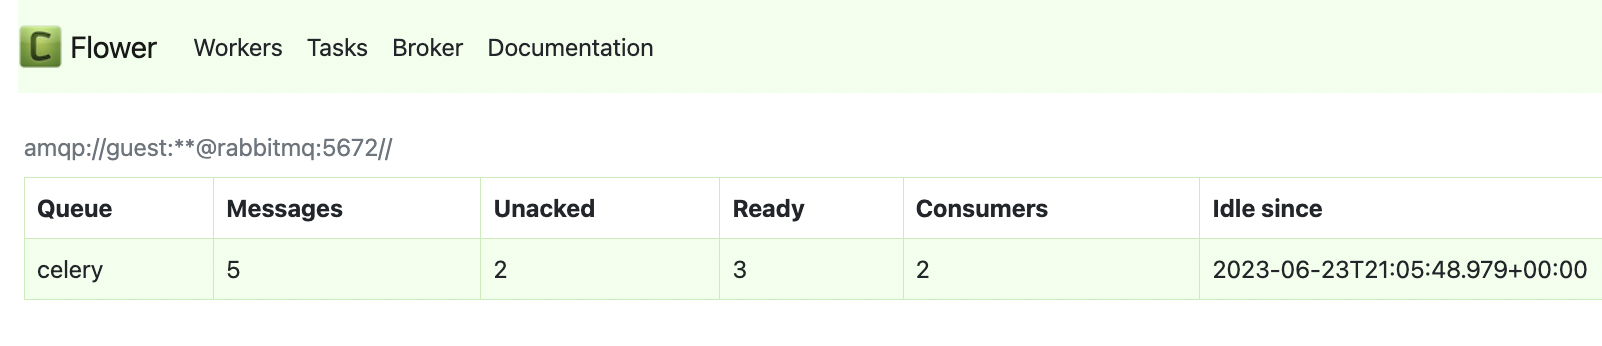 C Flower Workers Tasks Broker Documentation
amqp://guest:**@rabbitmq:5672//
Queue Messages Unacked Ready Consumers Idle since
celery 5 2 3 2 2023-06-23T21:05:48.979+00:00